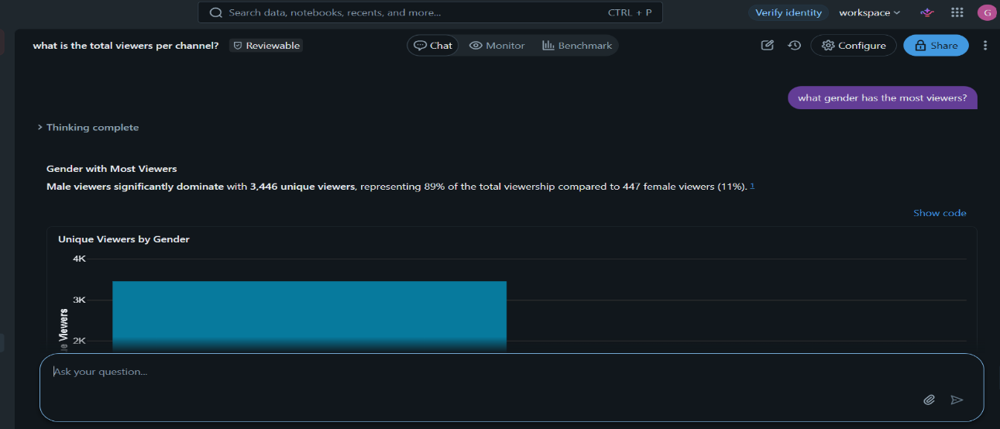 Search data, notebooks, recents, and more... CTRL + P
Verify identity
workspace
G
what is the total viewers per channel?
Reviewable
Chat
Monitor
Benchmark
Configure
Share
what gender has the most viewers?
Thinking complete
Gender with Most Viewers
Male viewers significantly dominate with 3,446 unique viewers, representing 89% of the total viewership compared to 447 female viewers (11%). 1
Show code
Unique Viewers by Gender
4K
3K
2K
Viewers
Ask your question...